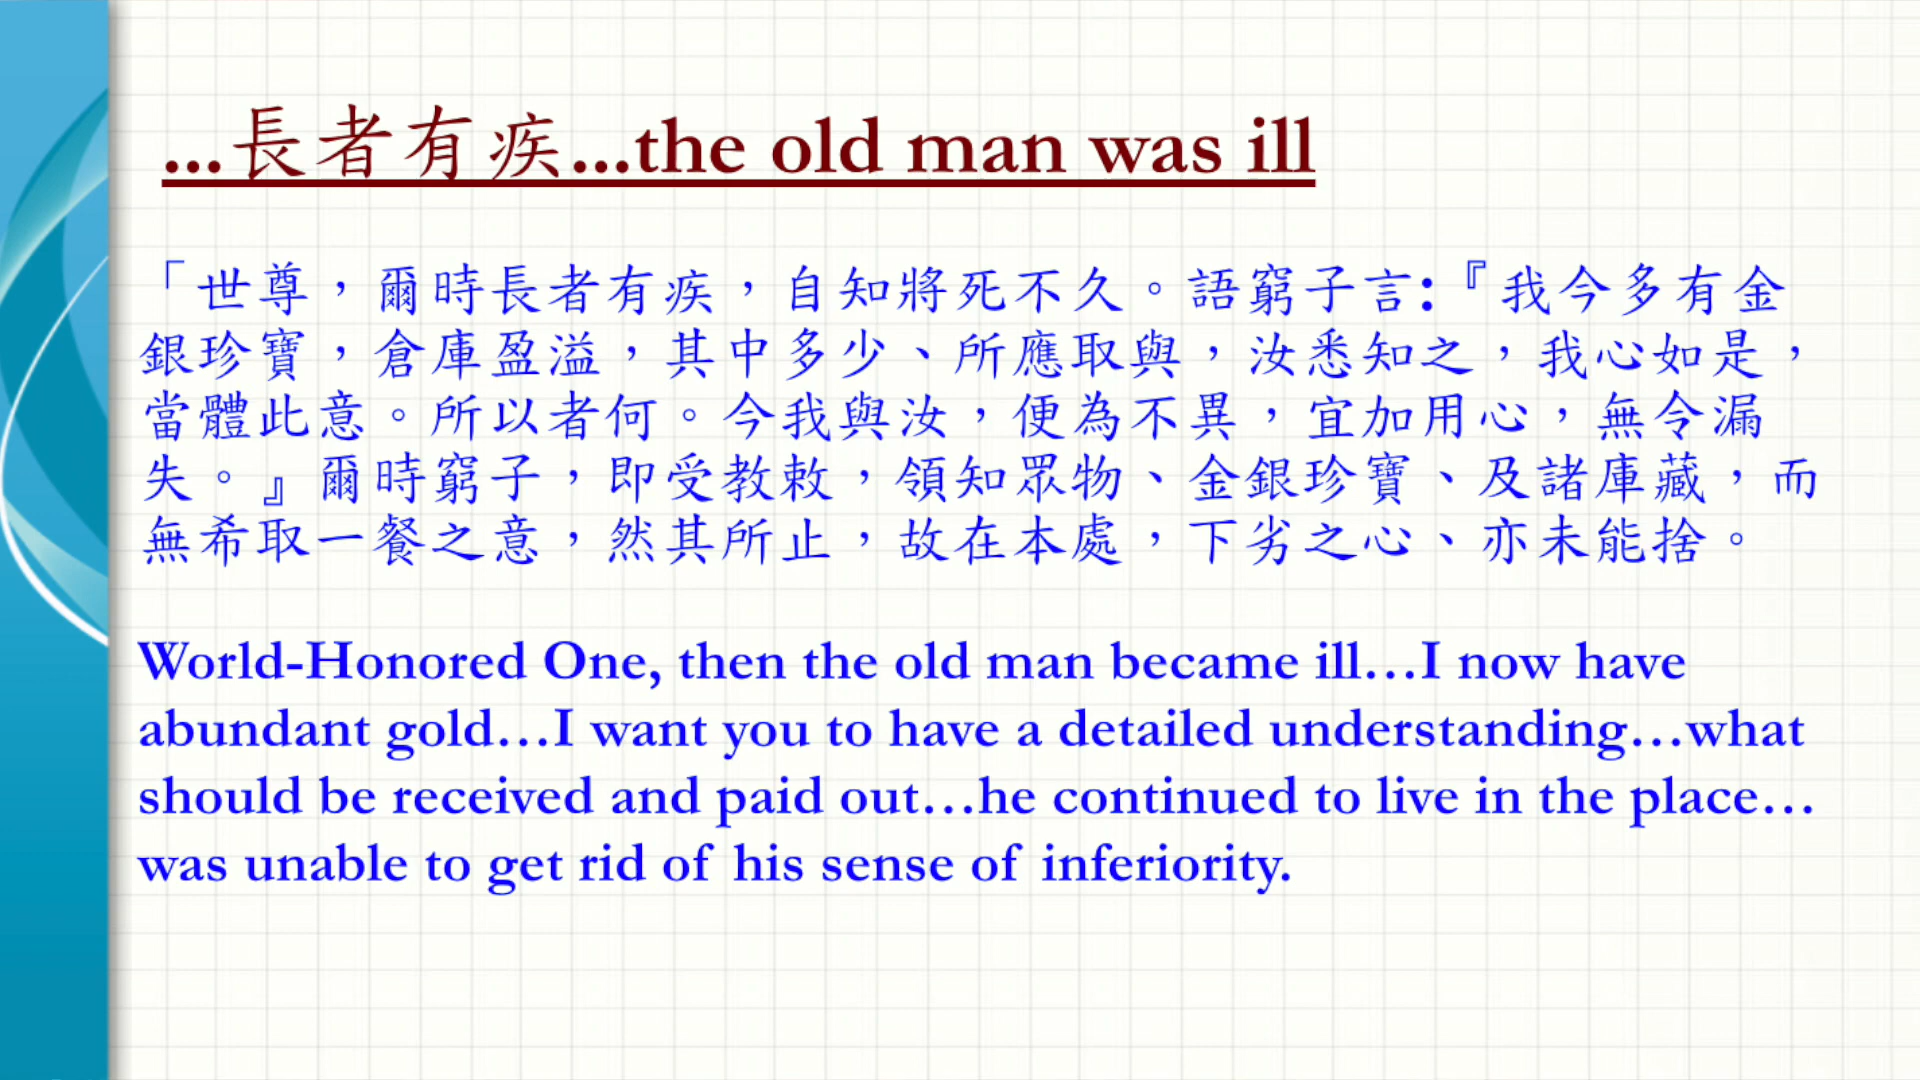 ...長者有疾...the old man was ill
「世尊，爾時長者有疾，自知將死不久。語窮子言:『我今多有金
銀珍寶，倉庫盈溢，其中多少、所應取與，汝悉知之，我心如是，
當體此意。所以者何。今我與汝，便為不異，宜加用心，無令漏
失。』爾時窮子，即受教敕，領知眾物、金銀珍寶、及諸庫藏，而
無希取一餐之意，然其所止，故在本處，下劣之心、亦未能捨。
World-Honored One, then the old man became ill…I now have
abundant gold…I want you to have a detailed understanding…what
should be received and paid out…he continued to live in the place…
was unable to get rid of his sense of inferiority.